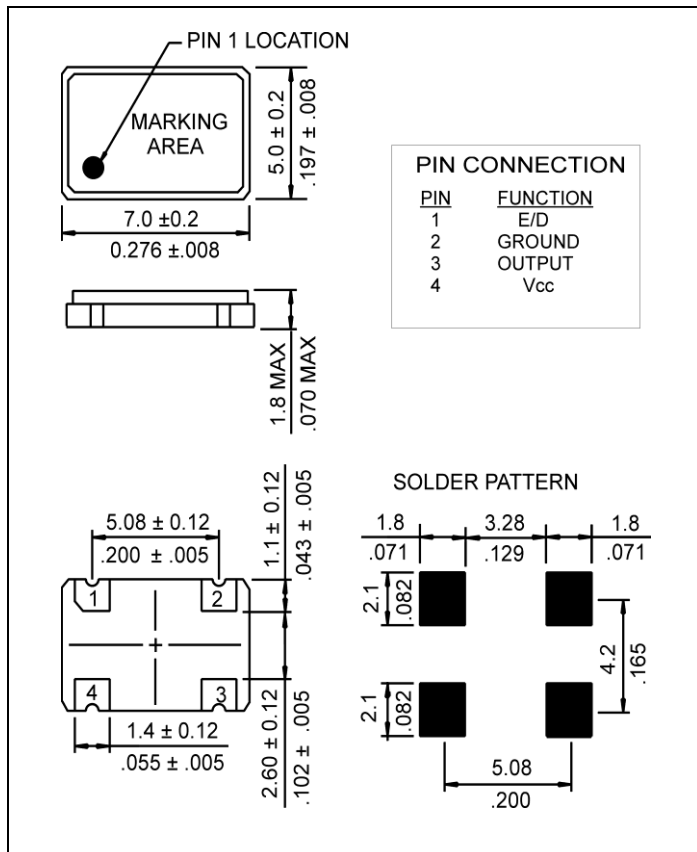 PIN 1 LOCATION
MARKING
AREA
5.0 ± 0.2
.197 ± .008
7.0 ±0.2
0.276 ±.008
PIN CONNECTION
PIN FUNCTION
1 E/D
2 GROUND
3 OUTPUT
4 Vcc
1.8 MAX
.070 MAX
5.08 ± 0.12
.200 ± .005
1.1 ± 0.12
.043 ± .005
1 2
4 3
1.4 ± 0.12
.055 ± .005
2.60 ± 0.12
.102 ± .005
SOLDER PATTERN
1.8 3.28 1.8
.071 .129 .071
2.1
.082
4.2
.165
2.1
.082
5.08
.200